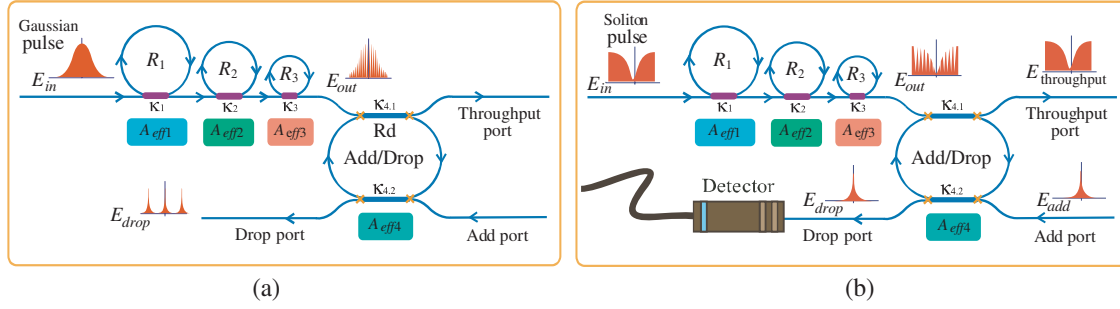 Gaussian
pulse
E_in
R_1
R_2
R_3
E_out
κ_1
κ_2
κ_3
κ_4.1
A_eff1
A_eff2
A_eff3
Rd
Throughput
port
Add/Drop
κ_4.2
E_drop
Drop port
A_eff4
Add port
(a)
Soliton
pulse
E_in
R_1
R_2
R_3
E_out
E_throughput
κ_1
κ_2
κ_3
κ_4.1
A_eff1
A_eff2
A_eff3
Throughput
port
Add/Drop
Detector
κ_4.2
E_drop
E_add
Drop port
A_eff4
Add port
(b)